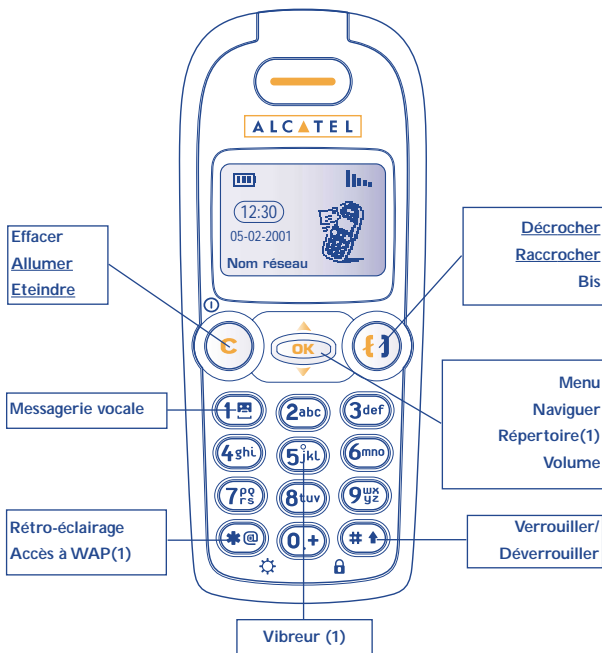 ALCATEL
12:30
05-02-2001
Nom réseau
Effacer
Allumer
Eteindre
Décrocher
Raccrocher
Bis
C
OK
Menu
Naviguer
Répertoire(1)
Volume
Messagerie vocale
1
2abc
3def
4ghi
5jkl
6mno
7pqrs
8tuv
9wxyz
*@
0.+
#
Rétro-éclairage
Accès à WAP(1)
Verrouiller/
Déverrouiller
Vibreur (1)